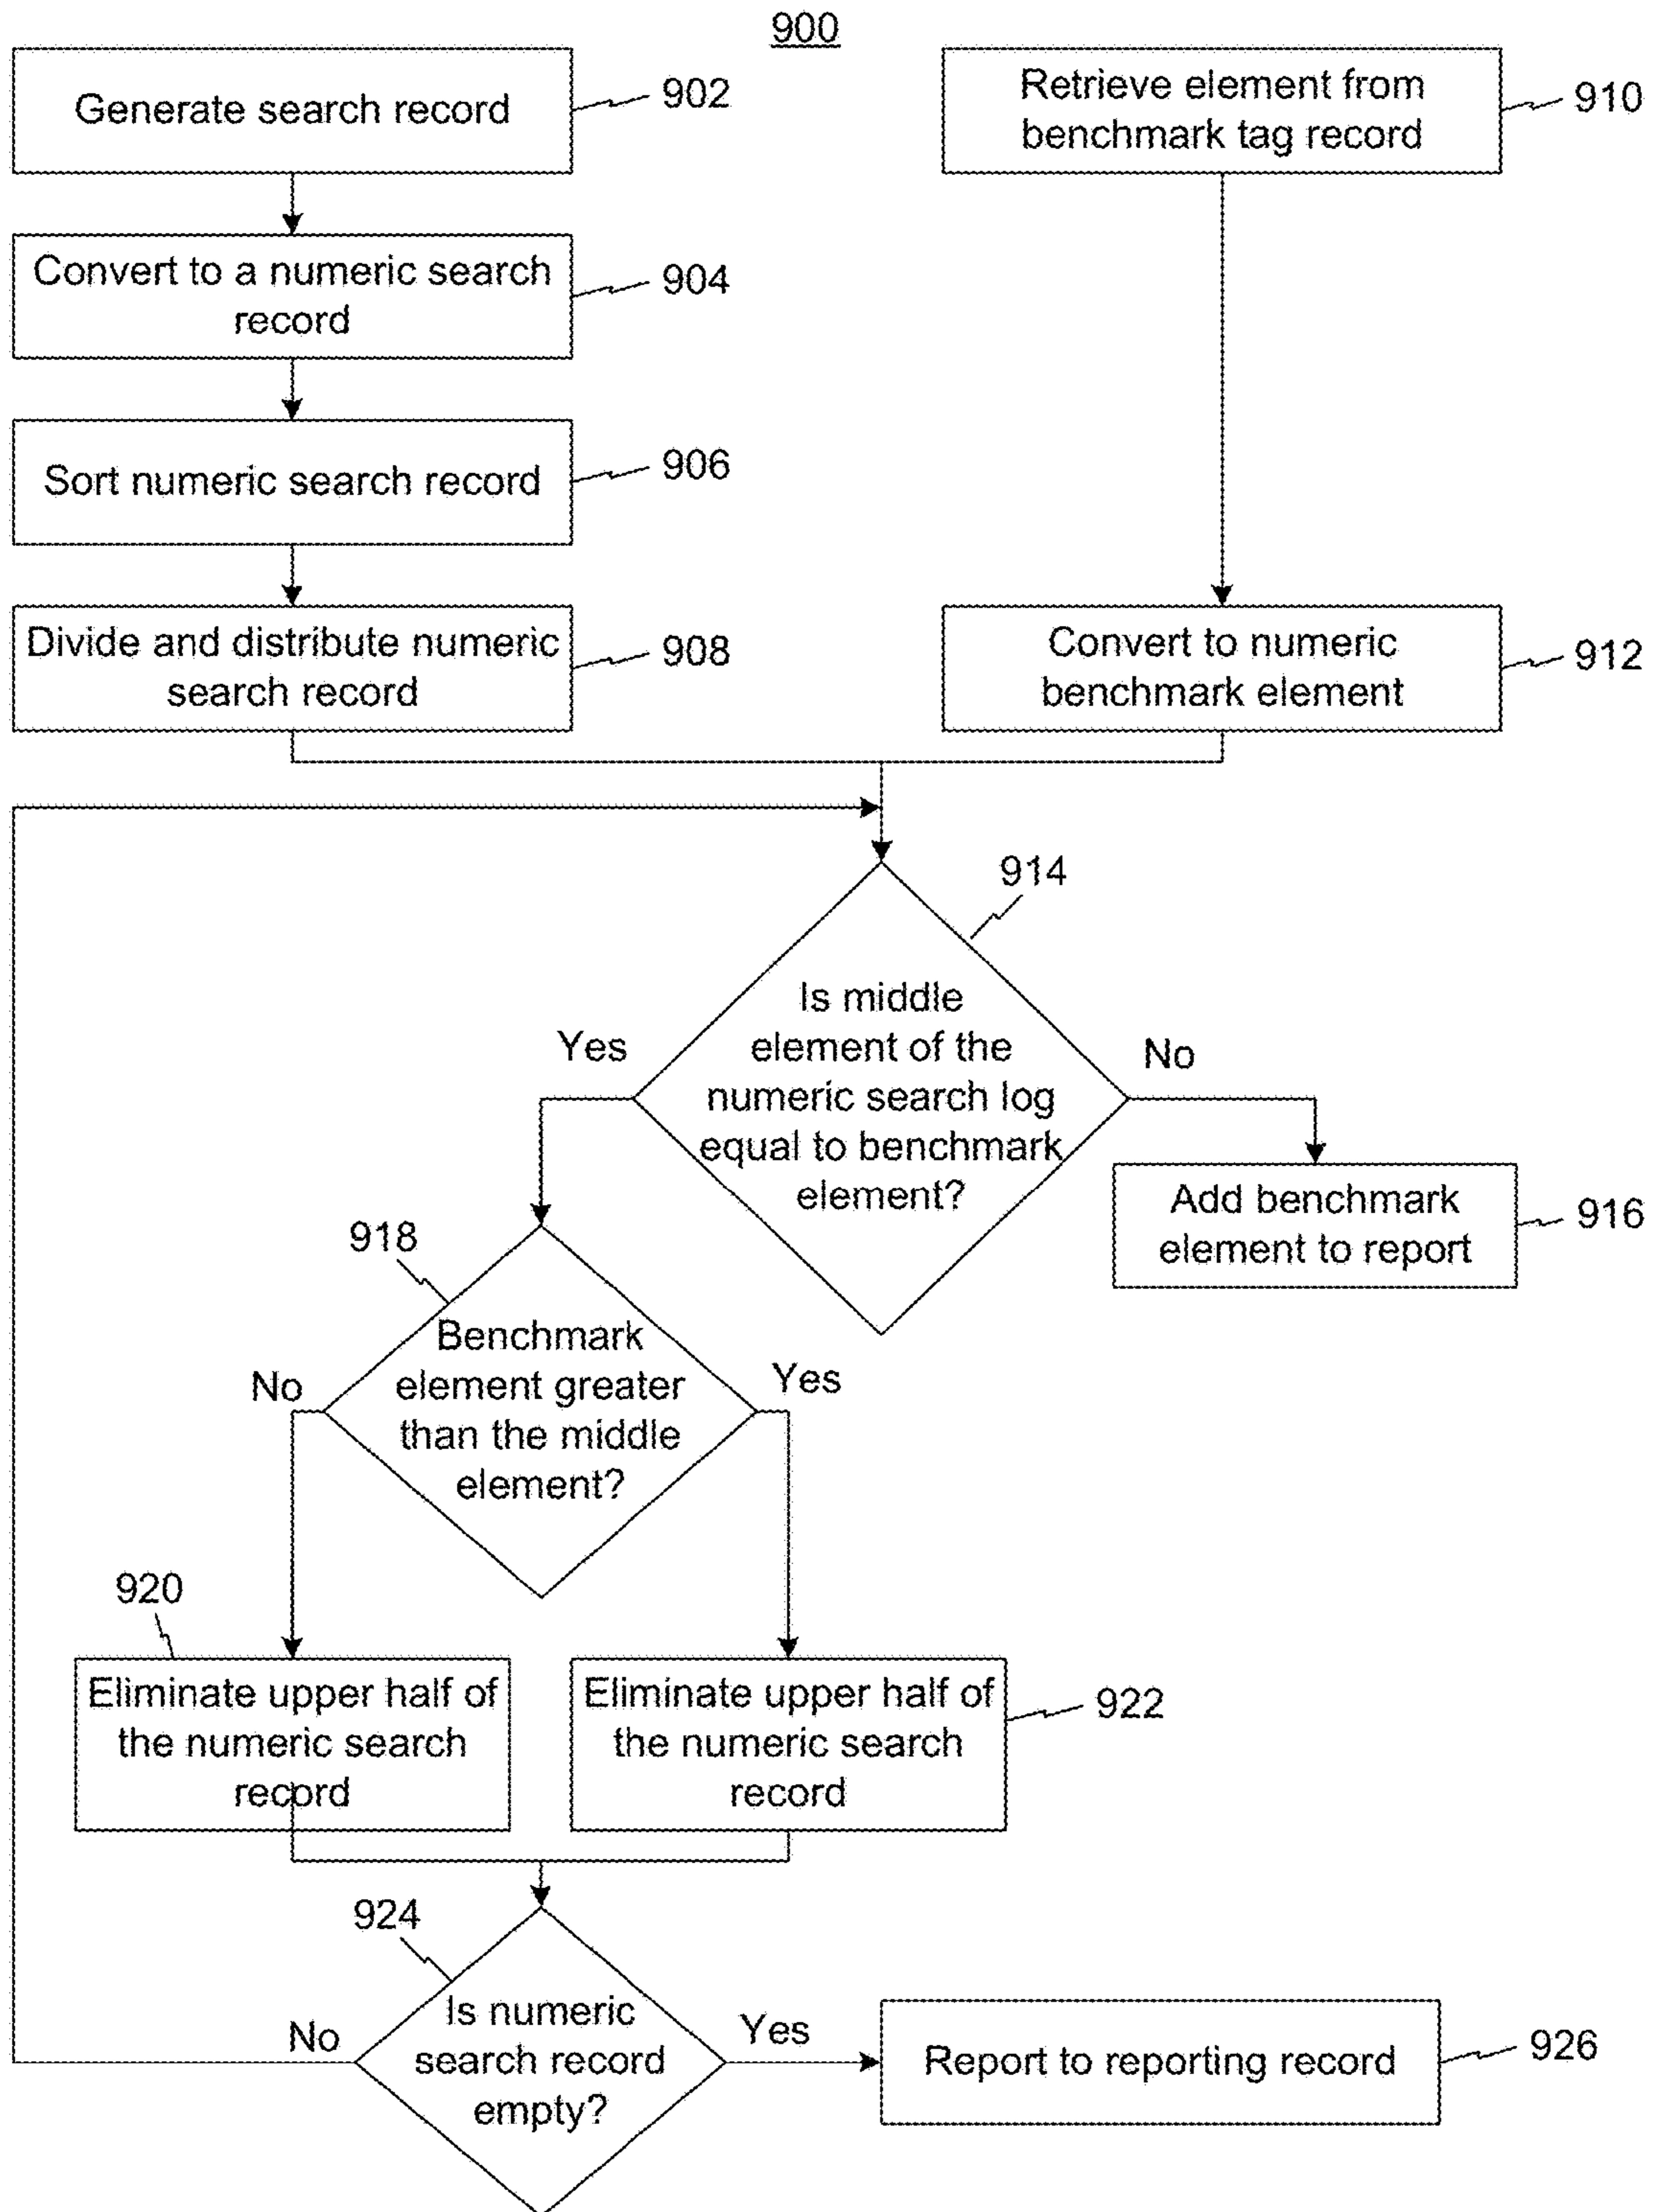 900
Generate search record
902
Retrieve element from
benchmark tag record
910
Convert to a numeric search
record
904
Sort numeric search record
906
Divide and distribute numeric
search record
908
Convert to numeric
benchmark element
912
914
Is middle
element of the
numeric search log
equal to benchmark
element?
Yes
No
Add benchmark
element to report
916
918
Benchmark
element greater
than the middle
element?
No
Yes
920
Eliminate upper half of
the numeric search
record
Eliminate upper half of
the numeric search
record
922
924
Is numeric
search record
empty?
No
Yes
Report to reporting record
926